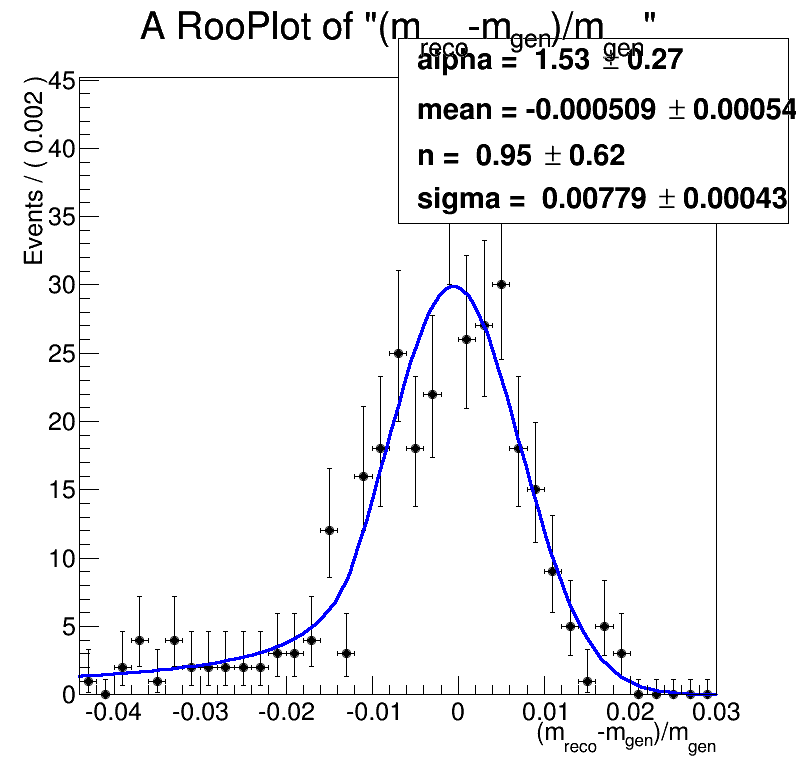 A RooPlot of "(m_reco-m_gen)/m_gen"
alpha = 1.53 ± 0.27
mean = -0.000509 ± 0.00054
n = 0.95 ± 0.62
sigma = 0.00779 ± 0.00043
Events / ( 0.002 )
45
40
35
30
25
20
15
10
5
0
-0.04 -0.03 -0.02 -0.01 0 0.01 0.02 0.03
(m_reco-m_gen)/m_gen